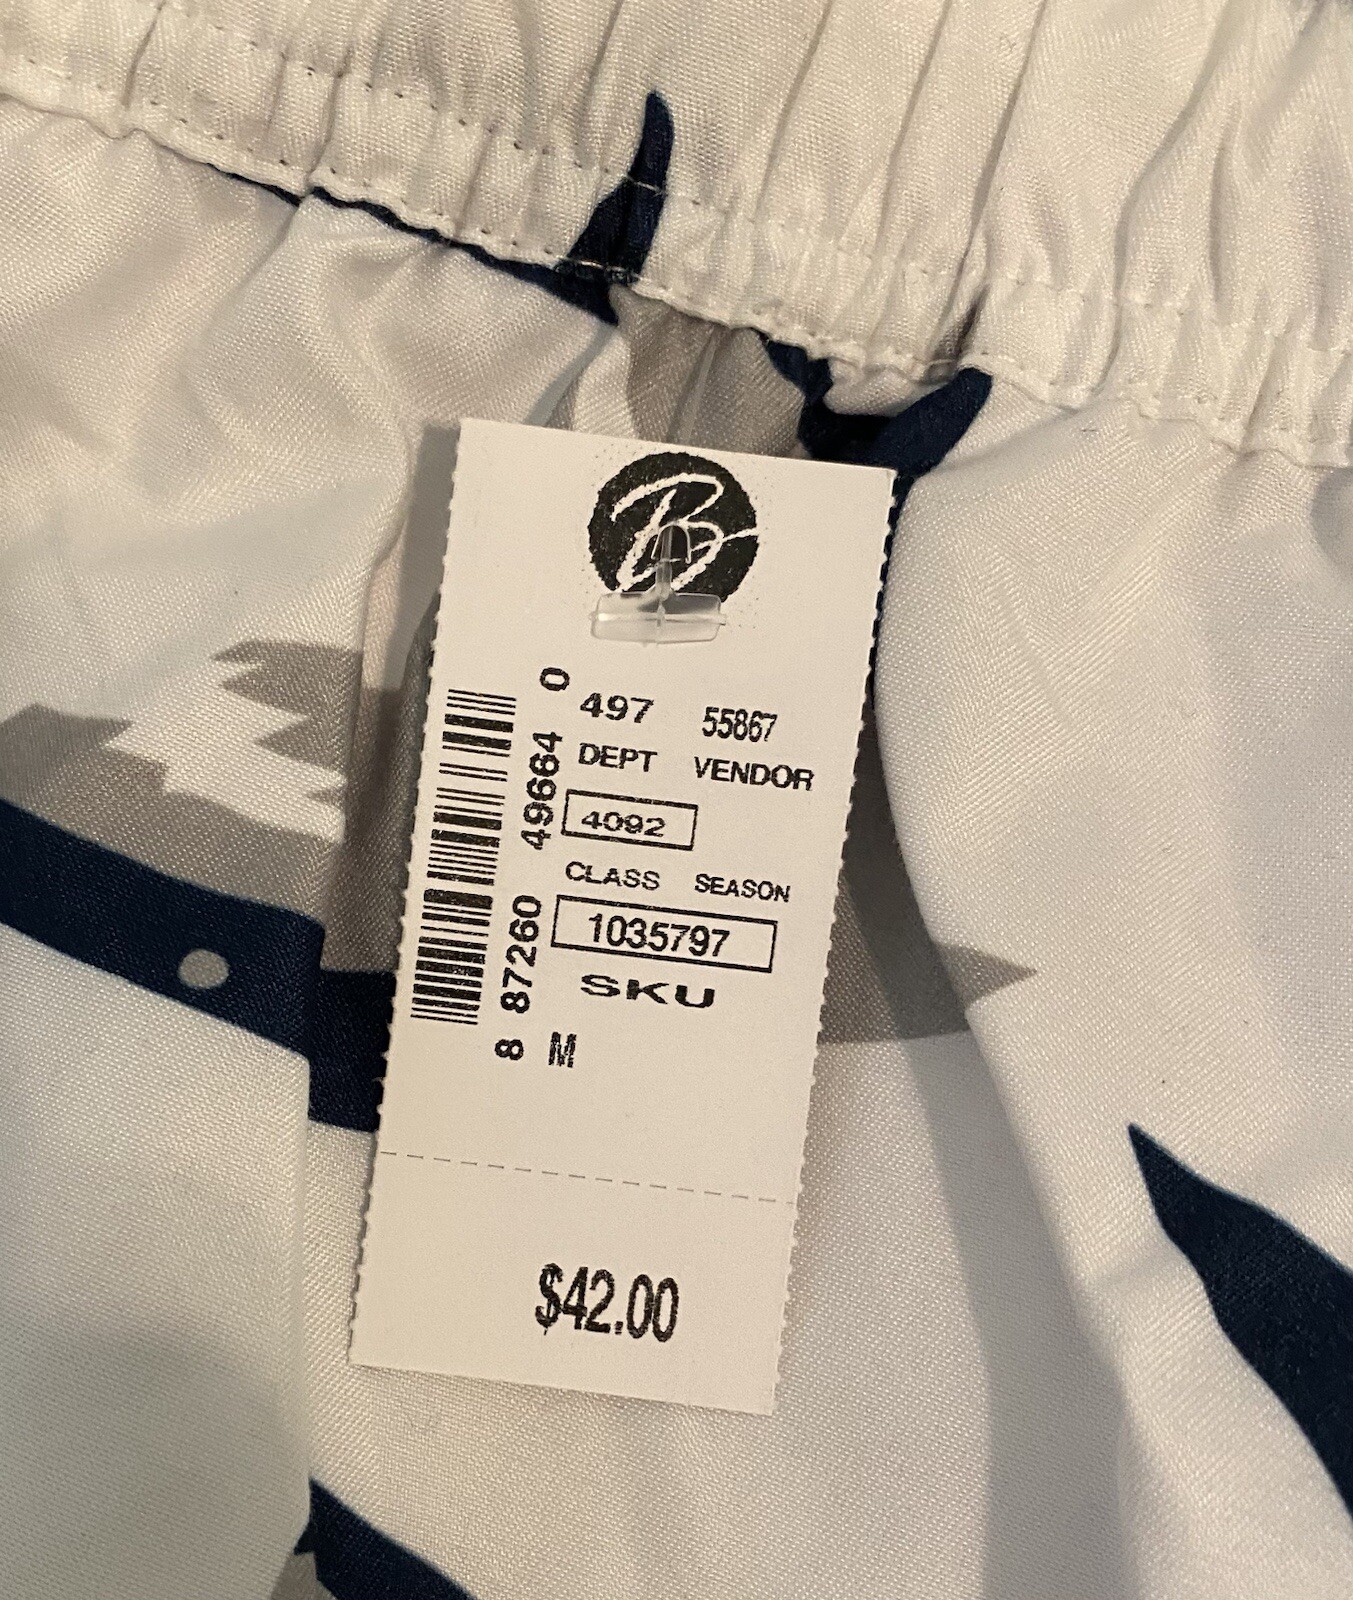 B
497 55867
DEPT VENDOR
4092
CLASS SEASON
1035797
SKU
M
8 87260 49664 0
$42.00